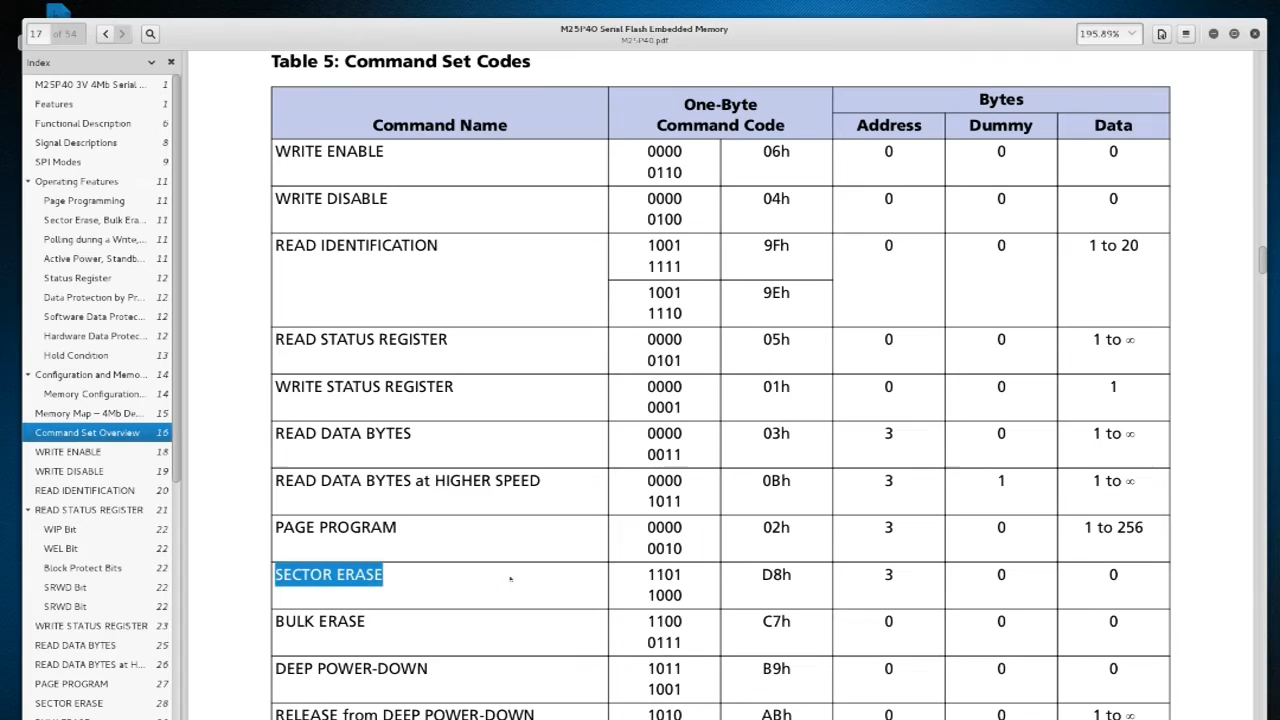 17 of 54
M25P40 Serial Flash Embedded Memory
M25P40.pdf
195.89%
Index
M25P40 3V 4Mb Serial ... 1
Features 1
Functional Description 6
Signal Descriptions 8
SPI Modes 9
Operating Features 11
Page Programming 11
Sector Erase, Bulk Era... 11
Polling during a Write,... 11
Active Power, Standb... 11
Status Register 12
Data Protection by Pr... 12
Software Data Protec... 12
Hardware Data Protec... 12
Hold Condition 13
Configuration and Memo... 14
Memory Configuration... 14
Memory Map – 4Mb De... 15
Command Set Overview 16
WRITE ENABLE 18
WRITE DISABLE 19
READ IDENTIFICATION 20
READ STATUS REGISTER 21
WIP Bit 22
WEL Bit 22
Block Protect Bits 22
SRWD Bit 22
SRWD Bit 22
WRITE STATUS REGISTER 23
READ DATA BYTES 25
READ DATA BYTES at H... 26
PAGE PROGRAM 27
SECTOR ERASE 28
Table 5: Command Set Codes
Command Name
One-Byte
Command Code
Bytes
Address Dummy Data
WRITE ENABLE 0000 06h 0 0 0
0110
WRITE DISABLE 0000 04h 0 0 0
0100
READ IDENTIFICATION 1001 9Fh 0 0 1 to 20
1111
1001 9Eh
1110
READ STATUS REGISTER 0000 05h 0 0 1 to ∞
0101
WRITE STATUS REGISTER 0000 01h 0 0 1
0001
READ DATA BYTES 0000 03h 3 0 1 to ∞
0011
READ DATA BYTES at HIGHER SPEED 0000 0Bh 3 1 1 to ∞
1011
PAGE PROGRAM 0000 02h 3 0 1 to 256
0010
SECTOR ERASE 1101 D8h 3 0 0
1000
BULK ERASE 1100 C7h 0 0 0
0111
DEEP POWER-DOWN 1011 B9h 0 0 0
1001
RELEASE from DEEP POWER-DOWN 1010 ABh 0 0 1 to ∞